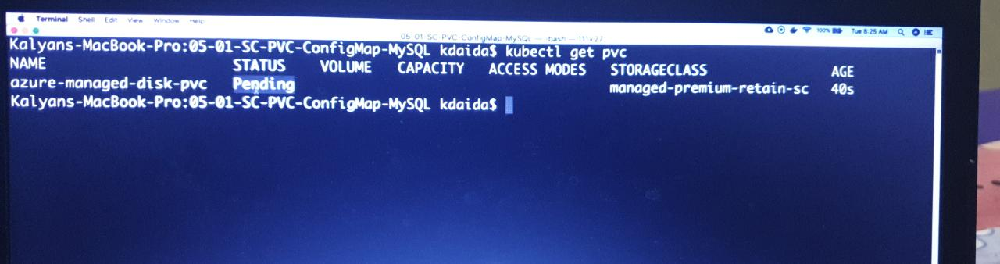 Terminal Shell Edit View Window Help 100% Tue 8:25 AM
05-01-SC-PVC-ConfigMap-MySQL — -bash — 111×27
Kalyans-MacBook-Pro:05-01-SC-PVC-ConfigMap-MySQL kdaida$ kubectl get pvc
NAME STATUS VOLUME CAPACITY ACCESS MODES STORAGECLASS AGE
azure-managed-disk-pvc Pending managed-premium-retain-sc 40s
Kalyans-MacBook-Pro:05-01-SC-PVC-ConfigMap-MySQL kdaida$